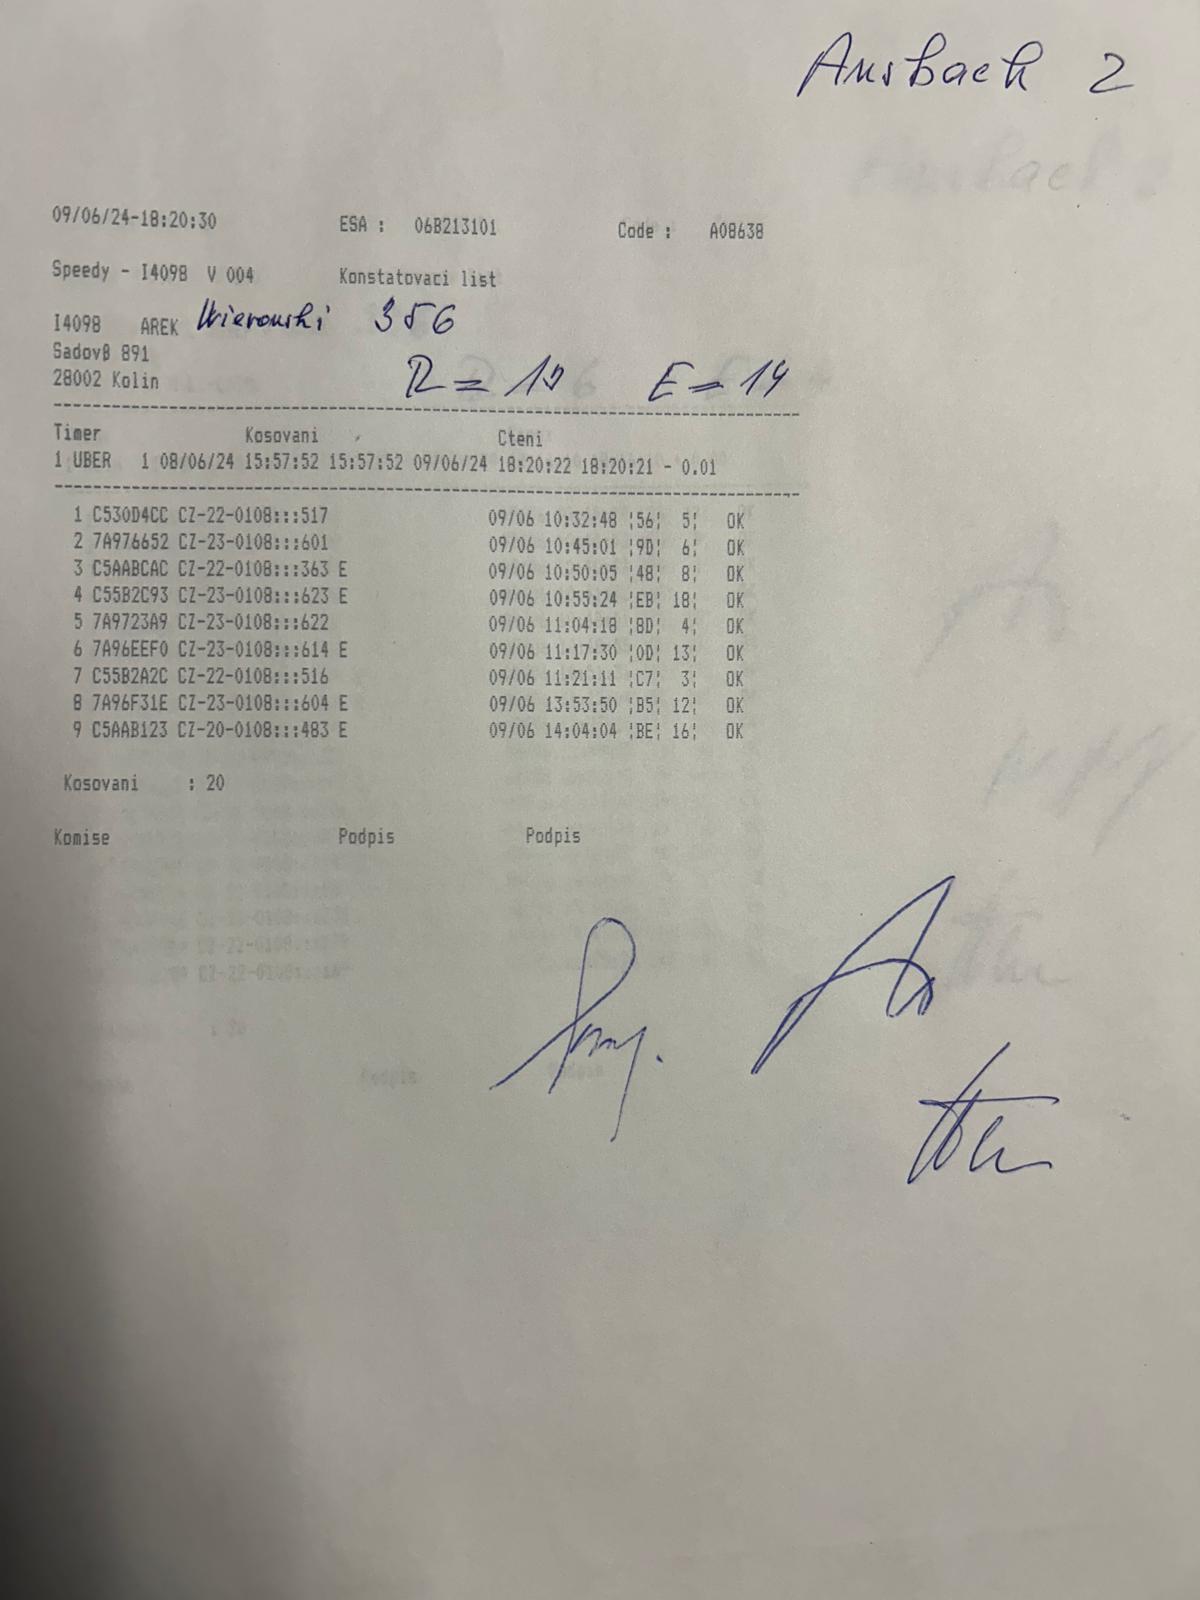 Ansbach 2
09/06/24-18:20:30 ESA : 06B213101 Code : A08638
Speedy - I4098 V 004 Konstatovaci list
I4098 AREK 356
Sadovß 891
28002 Kolin E = 14
Timer Kosovani Cteni
1 UBER 1 08/06/24 15:57:52 15:57:52 09/06/24 18:20:22 18:20:21 - 0.01
1 C530D4CC CZ-22-0108:::517 09/06 10:32:48 ¦56¦ 5¦ OK
2 7A976652 CZ-23-0108:::601 09/06 10:45:01 ¦9D¦ 6¦ OK
3 C5AABCAC CZ-22-0108:::363 E 09/06 10:50:05 ¦48¦ 8¦ OK
4 C55B2C93 CZ-23-0108:::623 E 09/06 10:55:24 ¦EB¦ 18¦ OK
5 7A9723A9 CZ-23-0108:::622 09/06 11:04:18 ¦8D¦ 4¦ OK
6 7A96EEF0 CZ-23-0108:::614 E 09/06 11:17:30 ¦0D¦ 13¦ OK
7 C55B2A2C CZ-22-0108:::516 09/06 11:21:11 ¦C7¦ 3¦ OK
8 7A96F31E CZ-23-0108:::604 E 09/06 13:53:50 ¦B5¦ 12¦ OK
9 C5AAB123 CZ-20-0108:::483 E 09/06 14:04:04 ¦BE¦ 16¦ OK
Kosovani : 20
Komise Podpis Podpis